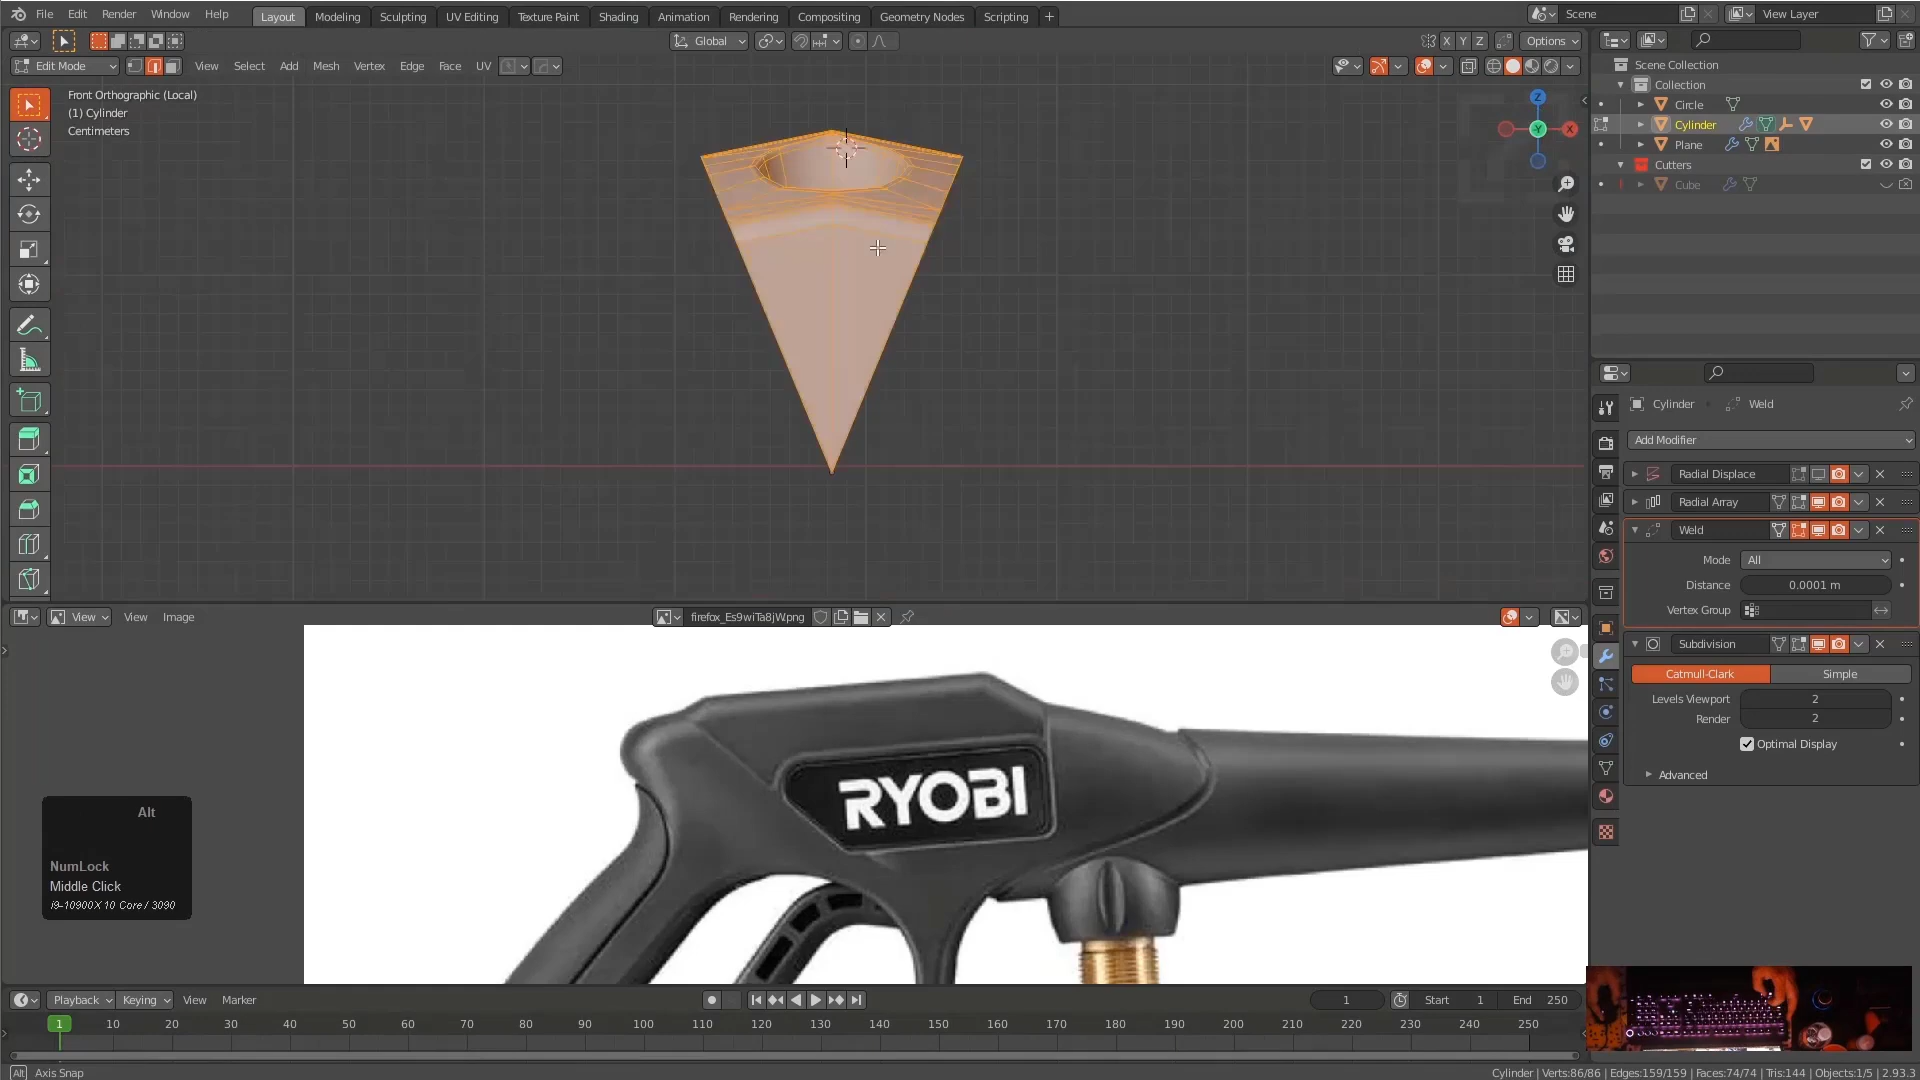 File Edit Render Window Help Layout Modeling Sculpting UV Editing Texture Paint Shading Animation Rendering Compositing Geometry Nodes Scripting + Scene View Layer
Global X Y Z Options
Edit Mode View Select Add Mesh Vertex Edge Face UV
Front Orthographic (Local)
(1) Cylinder
Centimeters
Z
Y
X
Scene Collection
Collection
Circle
Cylinder
Plane
Cutters
Cube
Cylinder Weld
Add Modifier
Radial Displace
Radial Array
Weld
Mode All
Distance 0.0001 m
Vertex Group
Subdivision
Catmull-Clark Simple
Levels Viewport 2
Render 2
Optimal Display
Advanced
View View Image firefox_Es9wiTa8jW.png
RYOBI
Alt
NumLock
Middle Click
i9-10900X 10 Core / 3090
Playback Keying View Marker 1 Start 1 End 250
1 10 20 30 40 50 60 70 80 90 100 110 120 130 140 150 160 170 180 190 200 210 220 230 240 250
Alt Axis Snap Cylinder | Verts:86/86 | Edges:159/159 | Faces:74/74 | Tris:144 | Objects:1/5 | 2.93.3